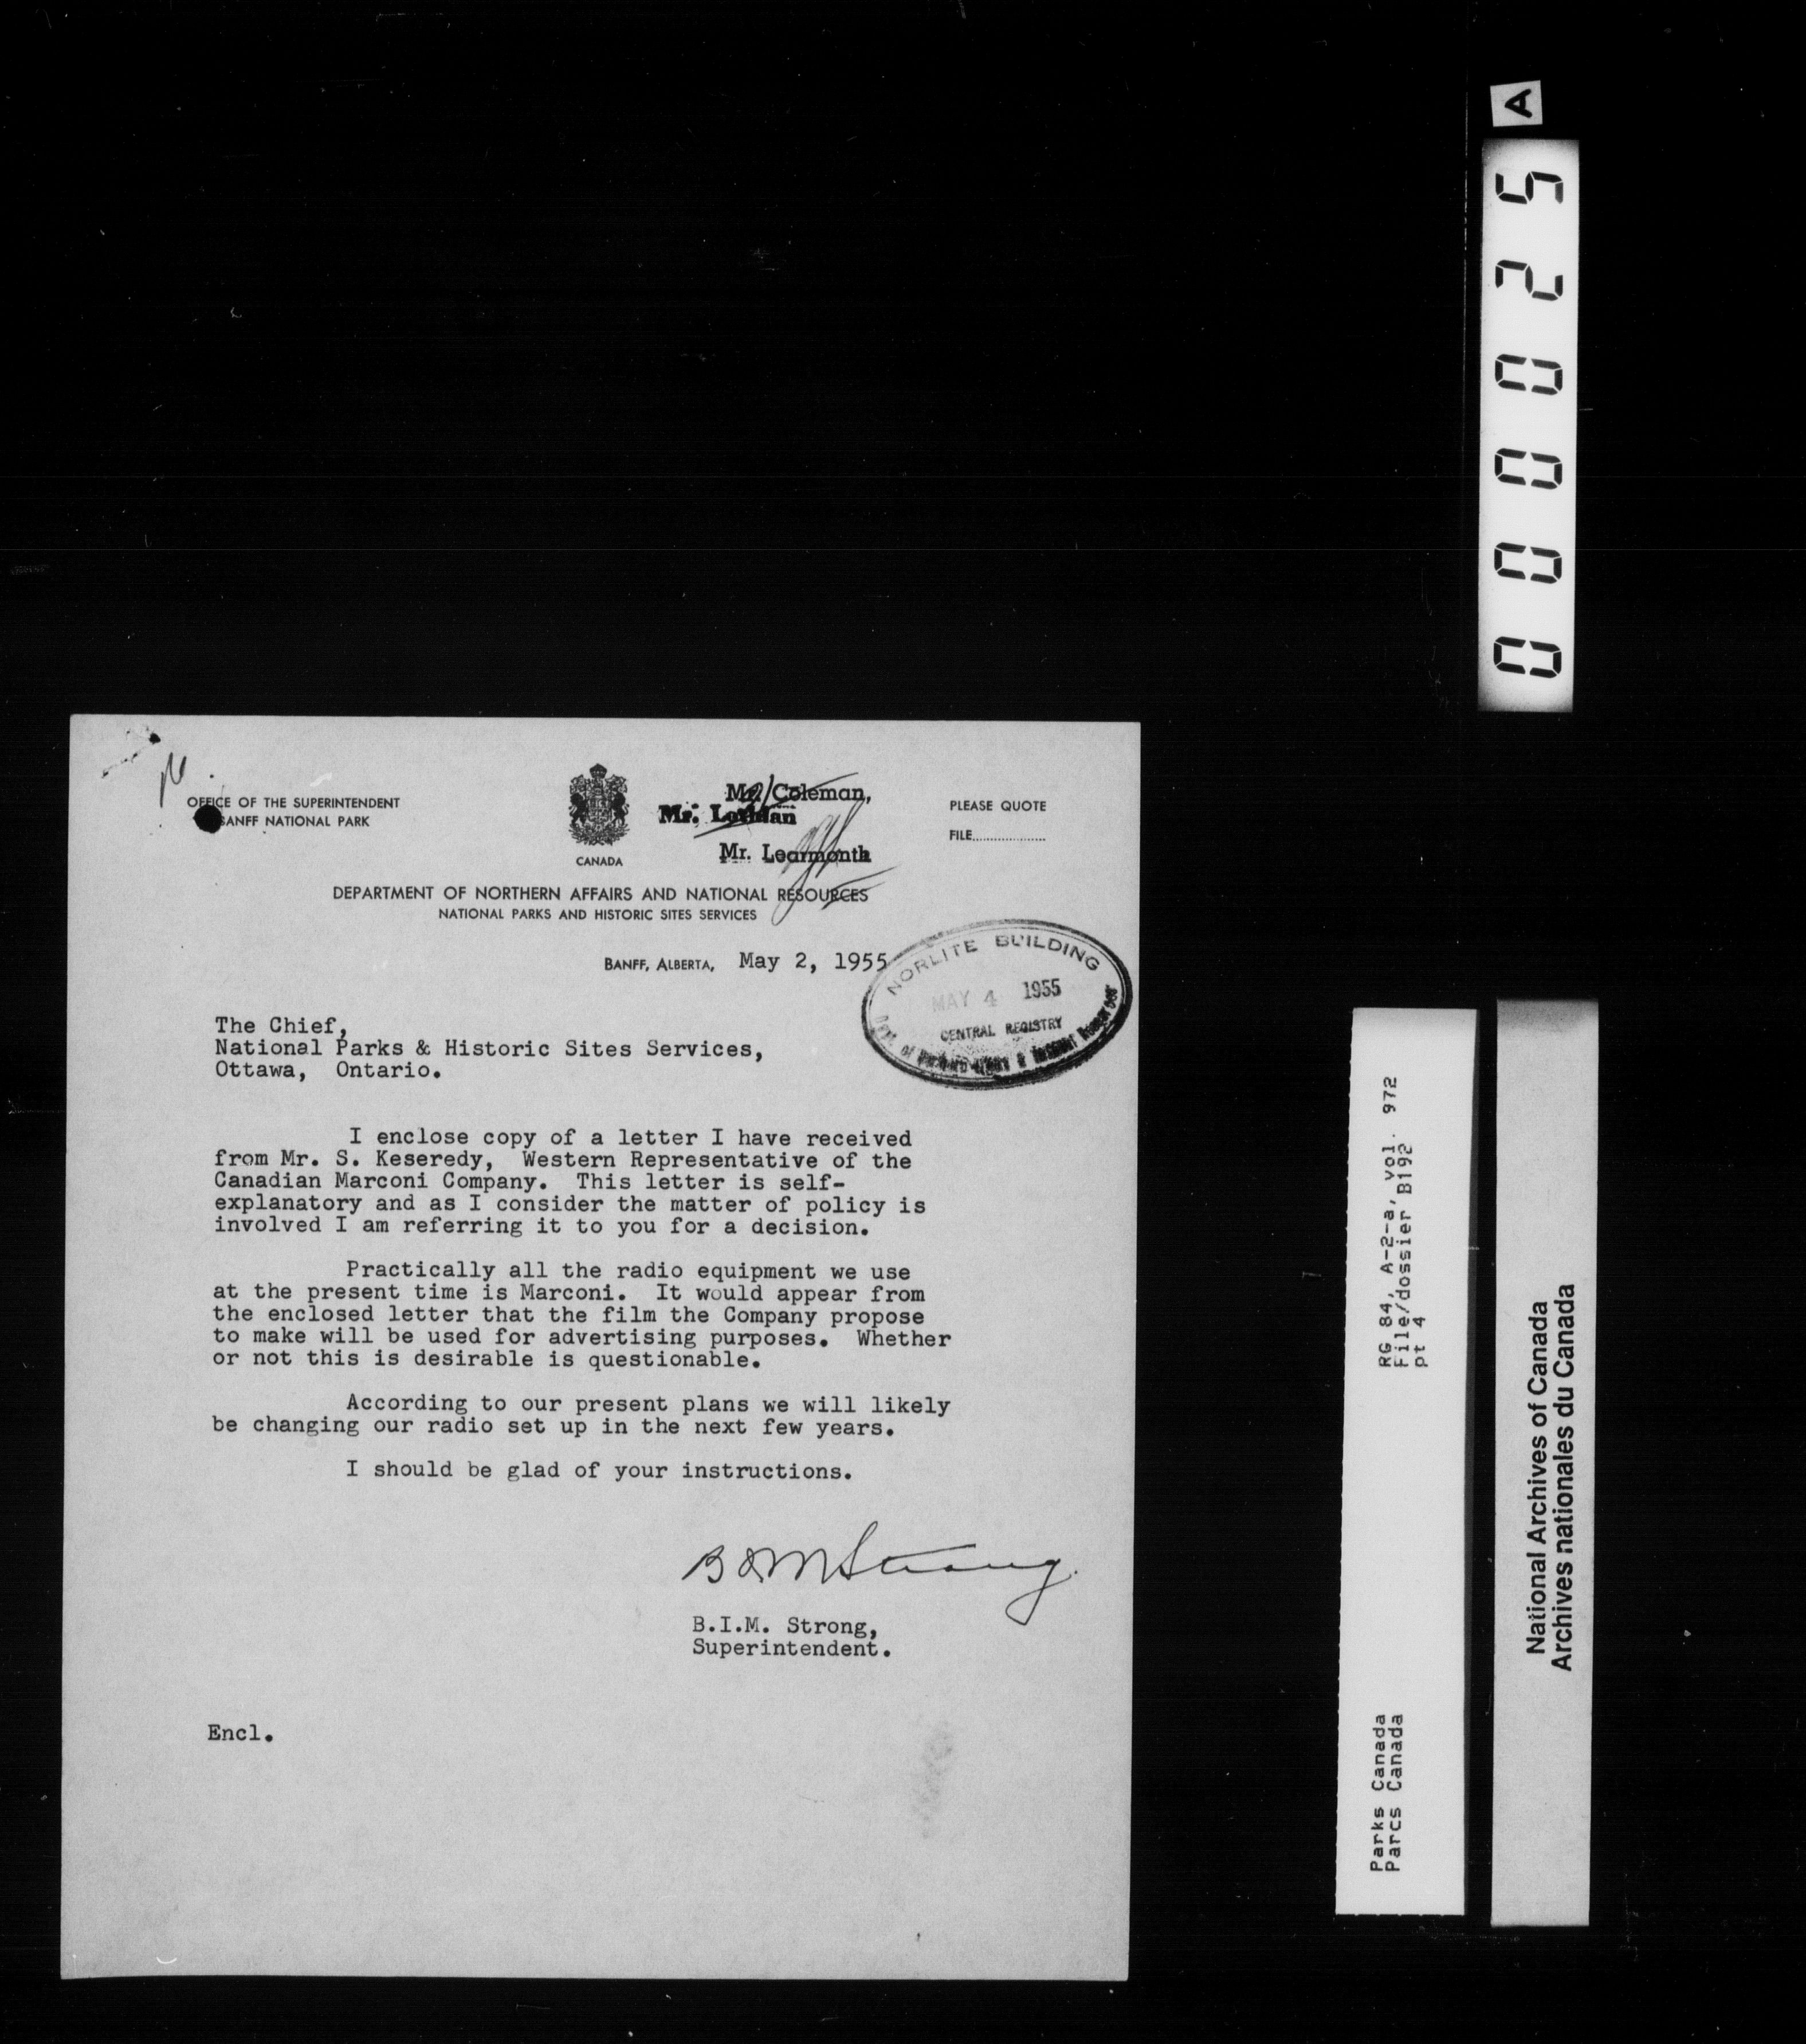 A
000025
OFFICE OF THE SUPERINTENDENT
BANFF NATIONAL PARK
CANADA
Mr. Coleman,
Mr. Lothian
Mr. Learmonth
PLEASE QUOTE
FILE
DEPARTMENT OF NORTHERN AFFAIRS AND NATIONAL RESOURCES
NATIONAL PARKS AND HISTORIC SITES SERVICES
BANFF, ALBERTA, May 2, 1955
NORLITE BUILDING
MAY 4 1955
CENTRAL REGISTRY
The Chief,
National Parks & Historic Sites Services,
Ottawa, Ontario.
I enclose copy of a letter I have received
from Mr. S. Keseredy, Western Representative of the
Canadian Marconi Company. This letter is self-
explanatory and as I consider the matter of policy is
involved I am referring it to you for a decision.
Practically all the radio equipment we use
at the present time is Marconi. It would appear from
the enclosed letter that the film the Company propose
to make will be used for advertising purposes. Whether
or not this is desirable is questionable.
According to our present plans we will likely
be changing our radio set up in the next few years.
I should be glad of your instructions.
B I M Strong.
B.I.M. Strong,
Superintendent.
Encl.
RG 84, A-2-a, vol. 972
File/dossier B192
pt 4
Parks Canada
Parcs Canada
National Archives of Canada
Archives nationales du Canada